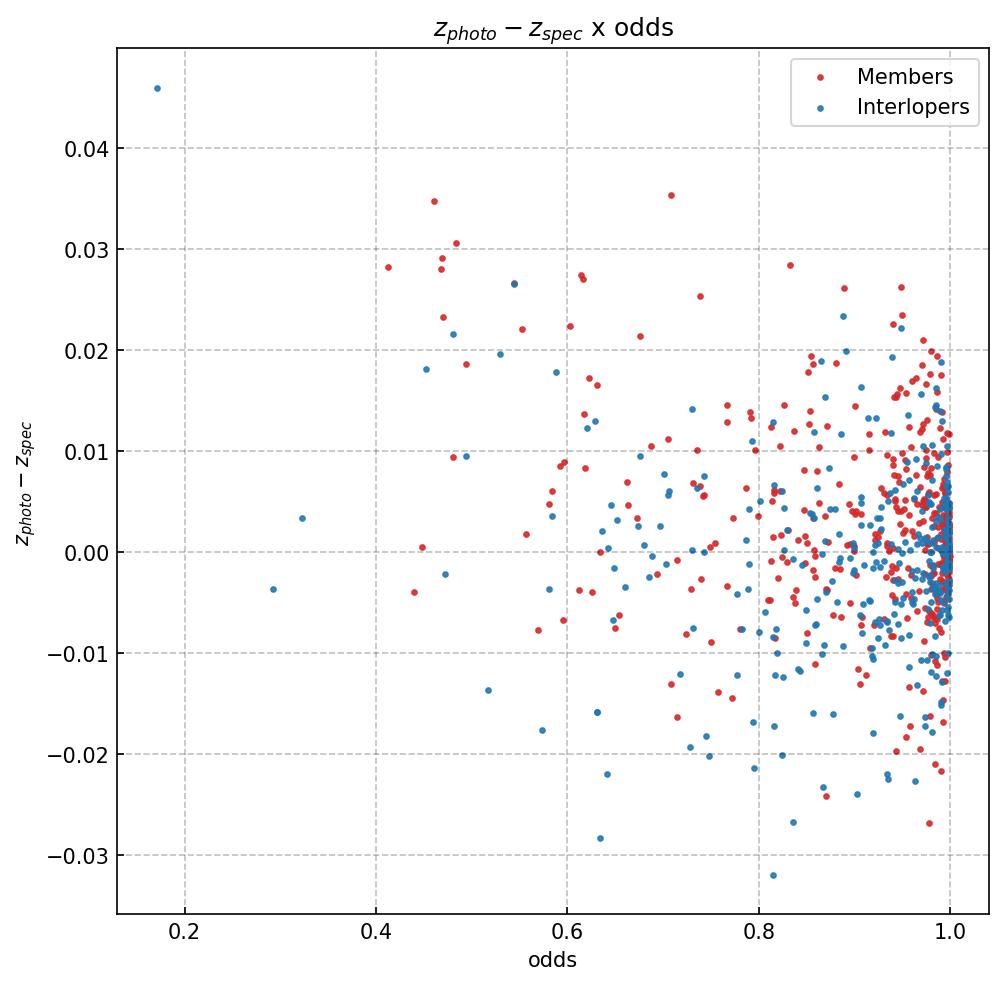 z_photo − z_spec x odds
Members
Interlopers
0.04
0.03
0.02
0.01
0.00
−0.01
−0.02
−0.03
z_photo − z_spec
0.2 0.4 0.6 0.8 1.0
odds